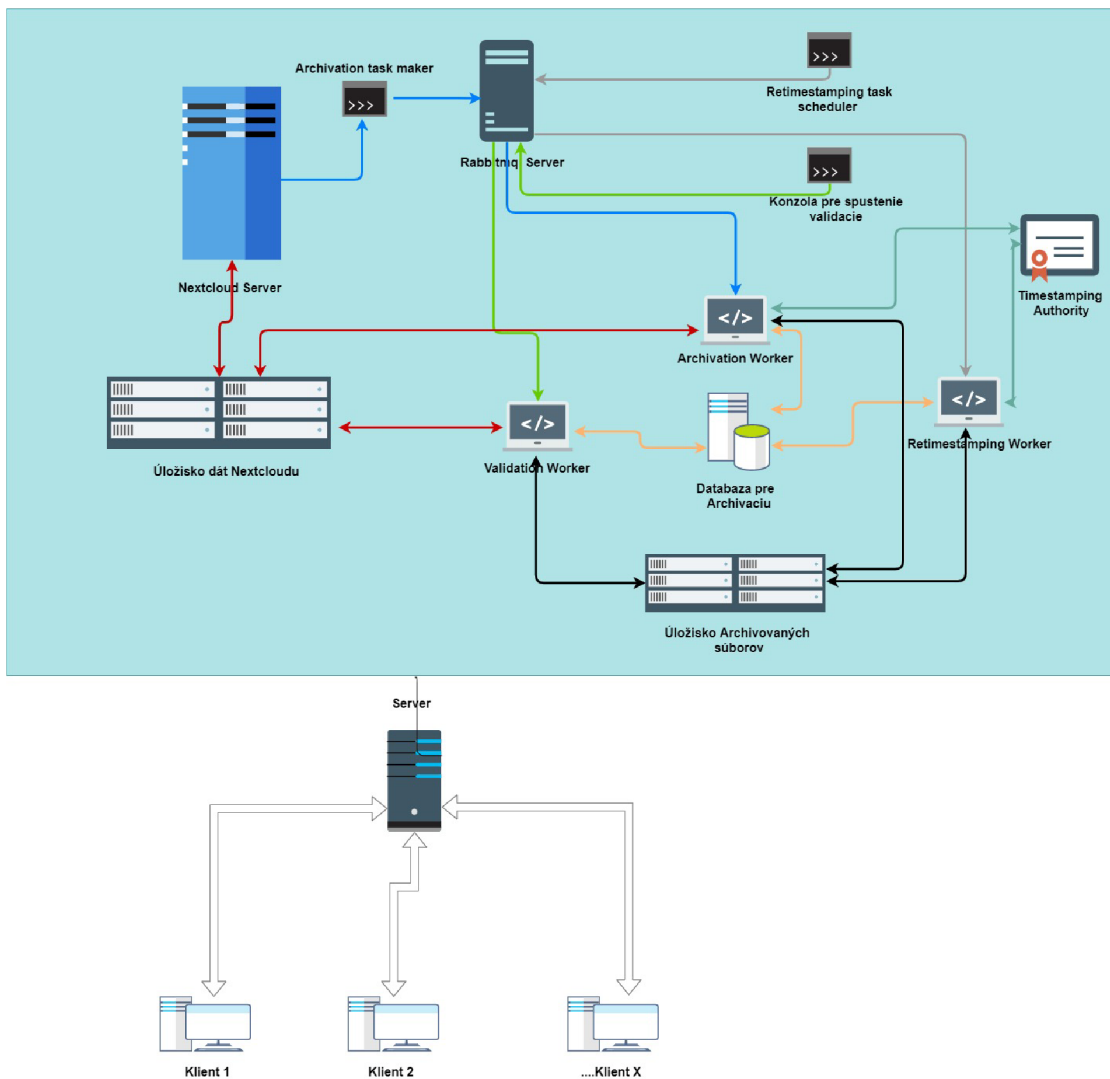 Archivation task maker
>>>
>>>
Retimestamping task
scheduler
Rabbitmq Server
>>>
Konzola pre spustenie
validacie
Nextcloud Server
Timestamping
Authority
</>
Archivation Worker
</>
Validation Worker
</>
Retimestamping Worker
Úložisko dát Nextcloudu
Databaza pre
Archivaciu
Úložisko Archivovaných
súborov
Server
Klient 1
Klient 2
....Klient X